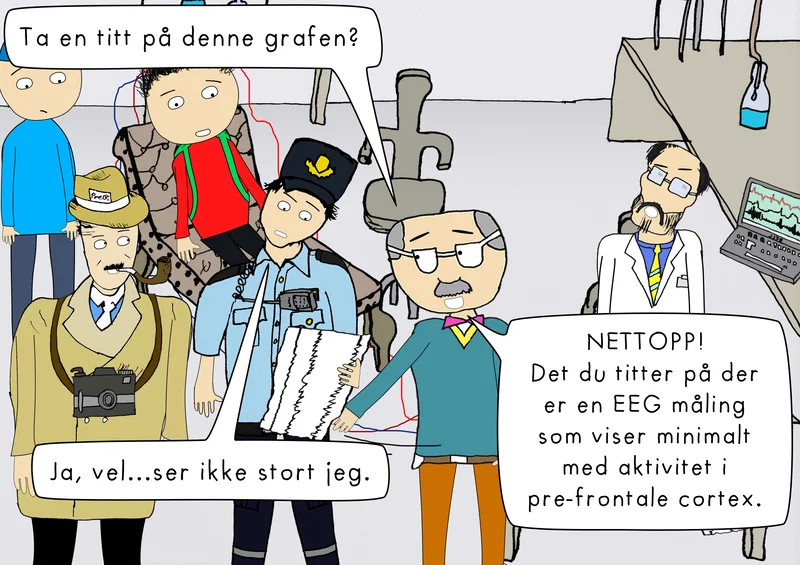 Ta en titt på denne grafen?
Ja, vel...ser ikke stort jeg.
NETTOPP!
Det du titter på der
er en EEG måling
som viser minimalt
med aktivitet i
pre-frontale cortex.